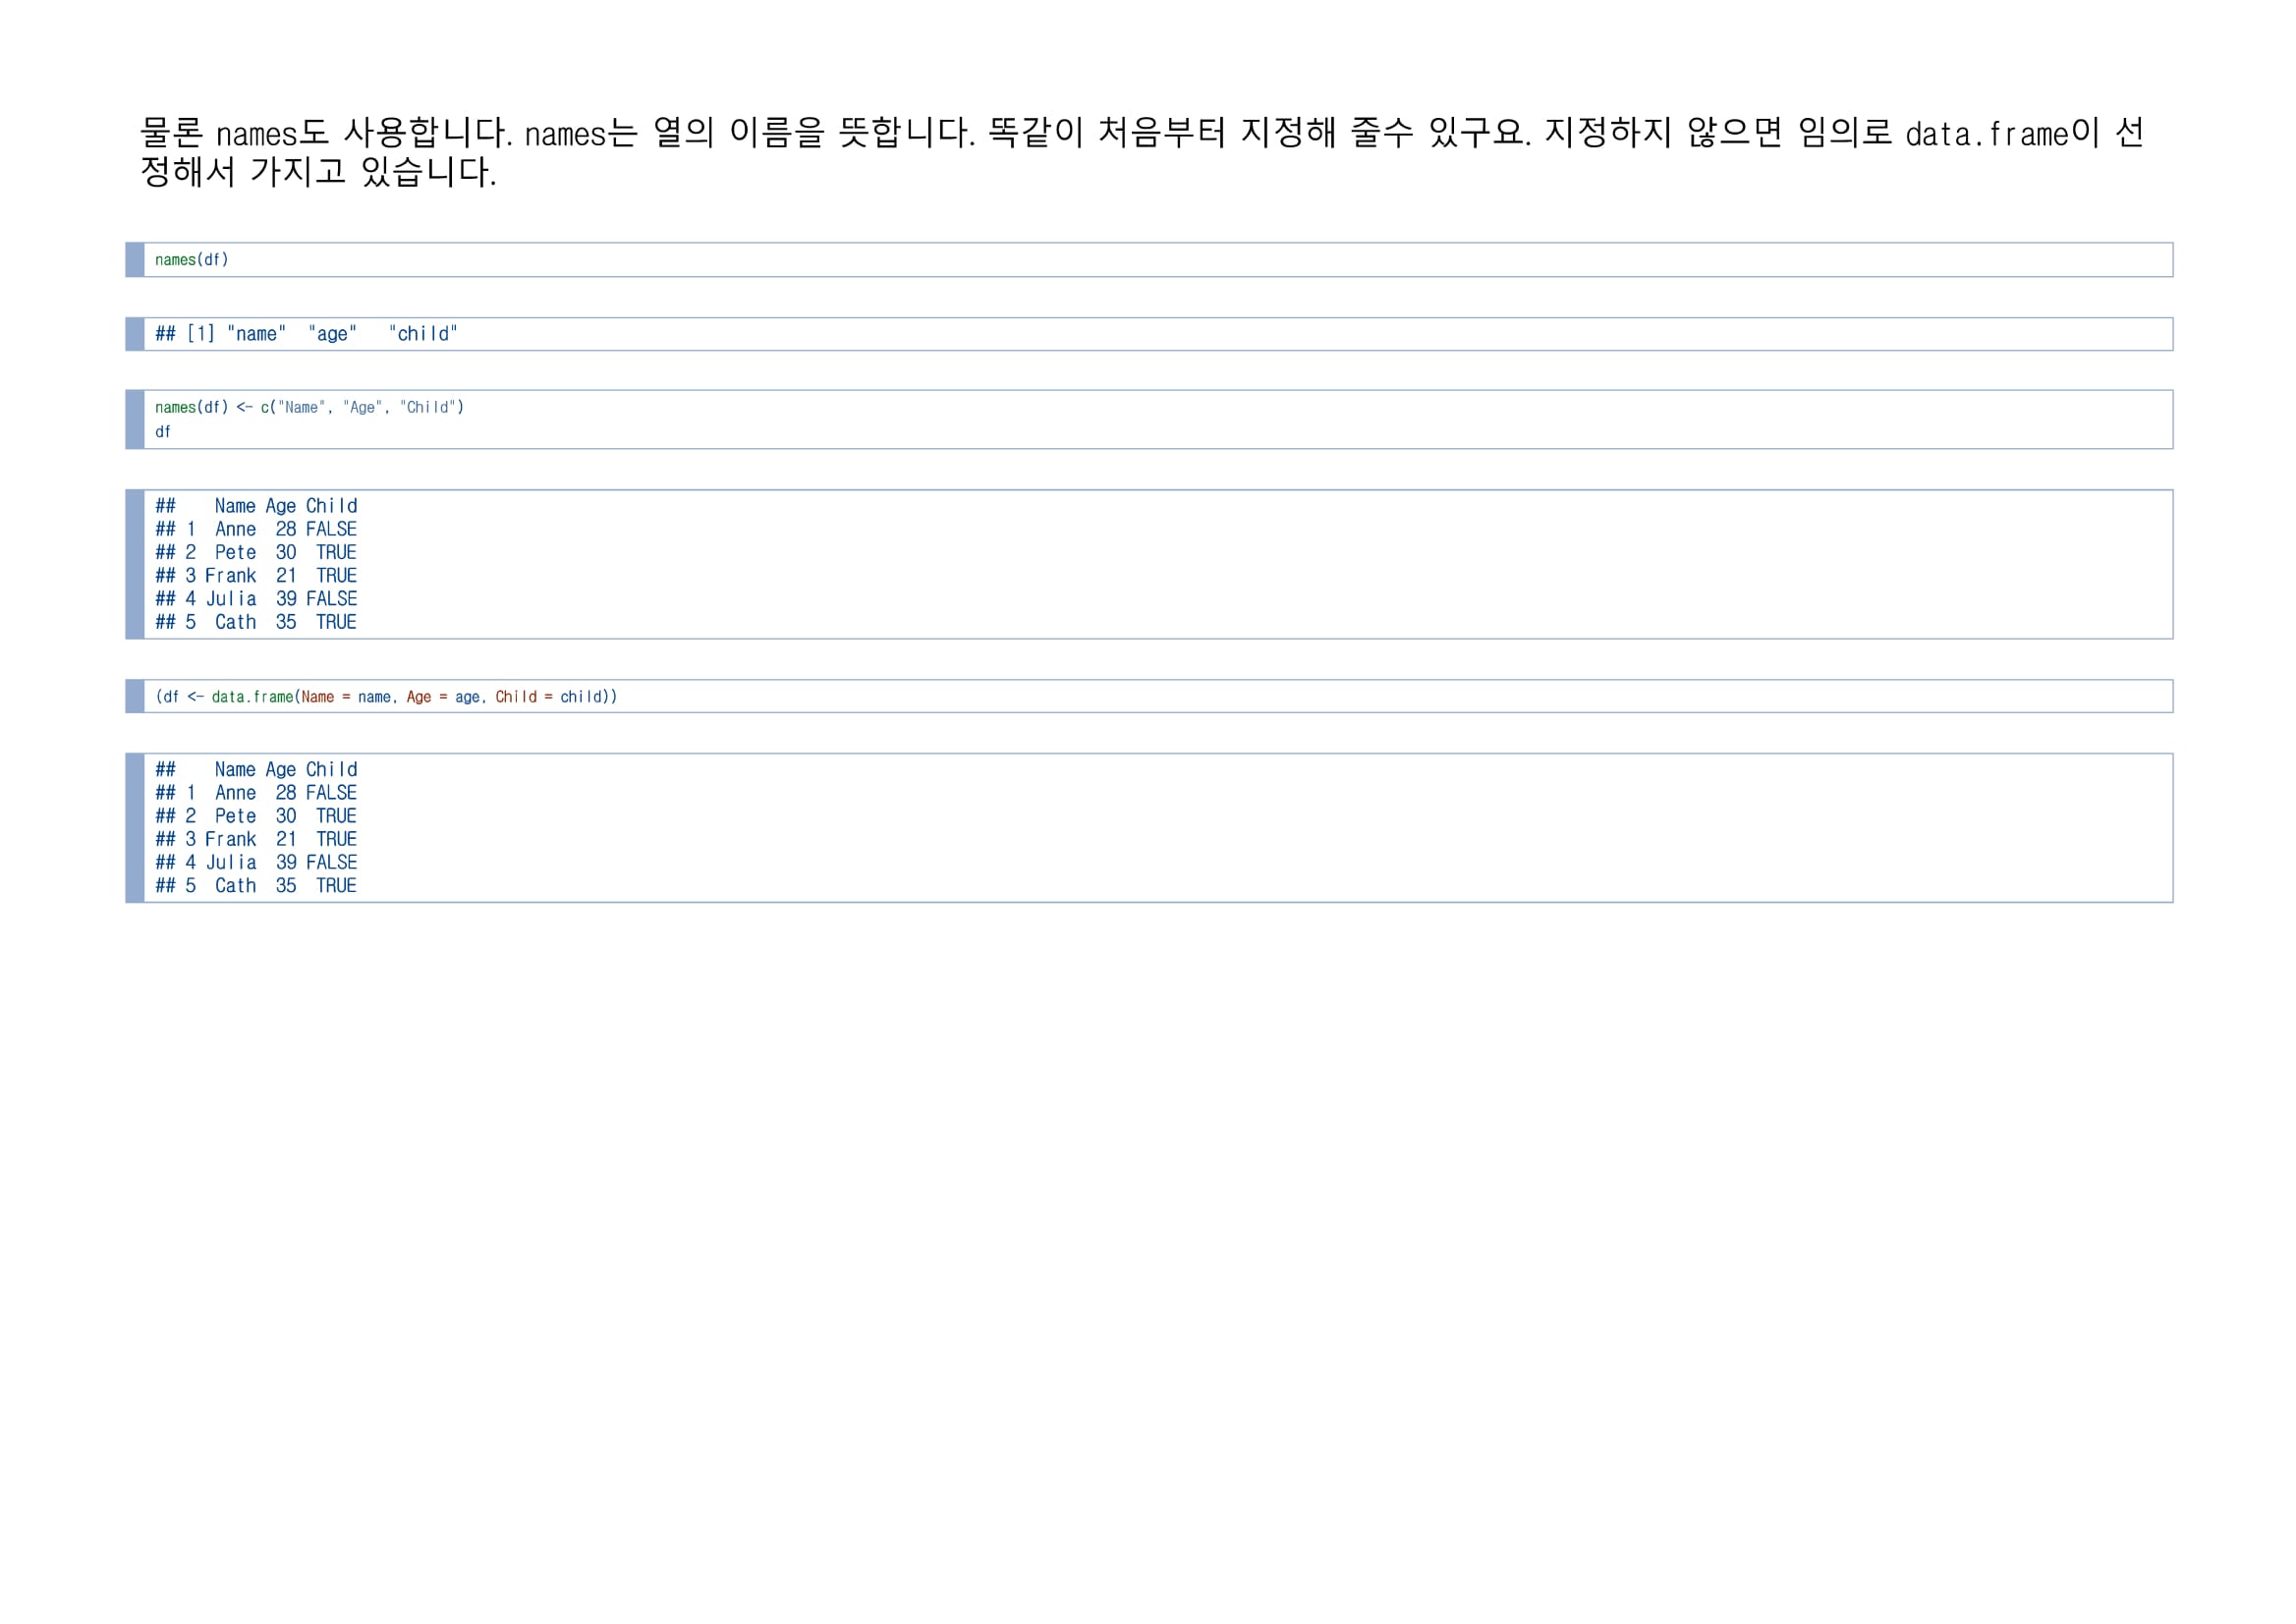 물론 names도 사용합니다. names는 열의 이름을 뜻합니다. 똑같이 처음부터 지정해 줄수 있구요. 지정하지 않으면 임의로 data.frame이 선
정해서 가지고 있습니다.
names(df)
## [1] "name"  "age"   "child"
names(df) <- c("Name", "Age", "Child")
df
##    Name Age Child
## 1  Anne  28 FALSE
## 2  Pete  30  TRUE
## 3 Frank  21  TRUE
## 4 Julia  39 FALSE
## 5  Cath  35  TRUE
(df <- data.frame(Name = name, Age = age, Child = child))
##    Name Age Child
## 1  Anne  28 FALSE
## 2  Pete  30  TRUE
## 3 Frank  21  TRUE
## 4 Julia  39 FALSE
## 5  Cath  35  TRUE